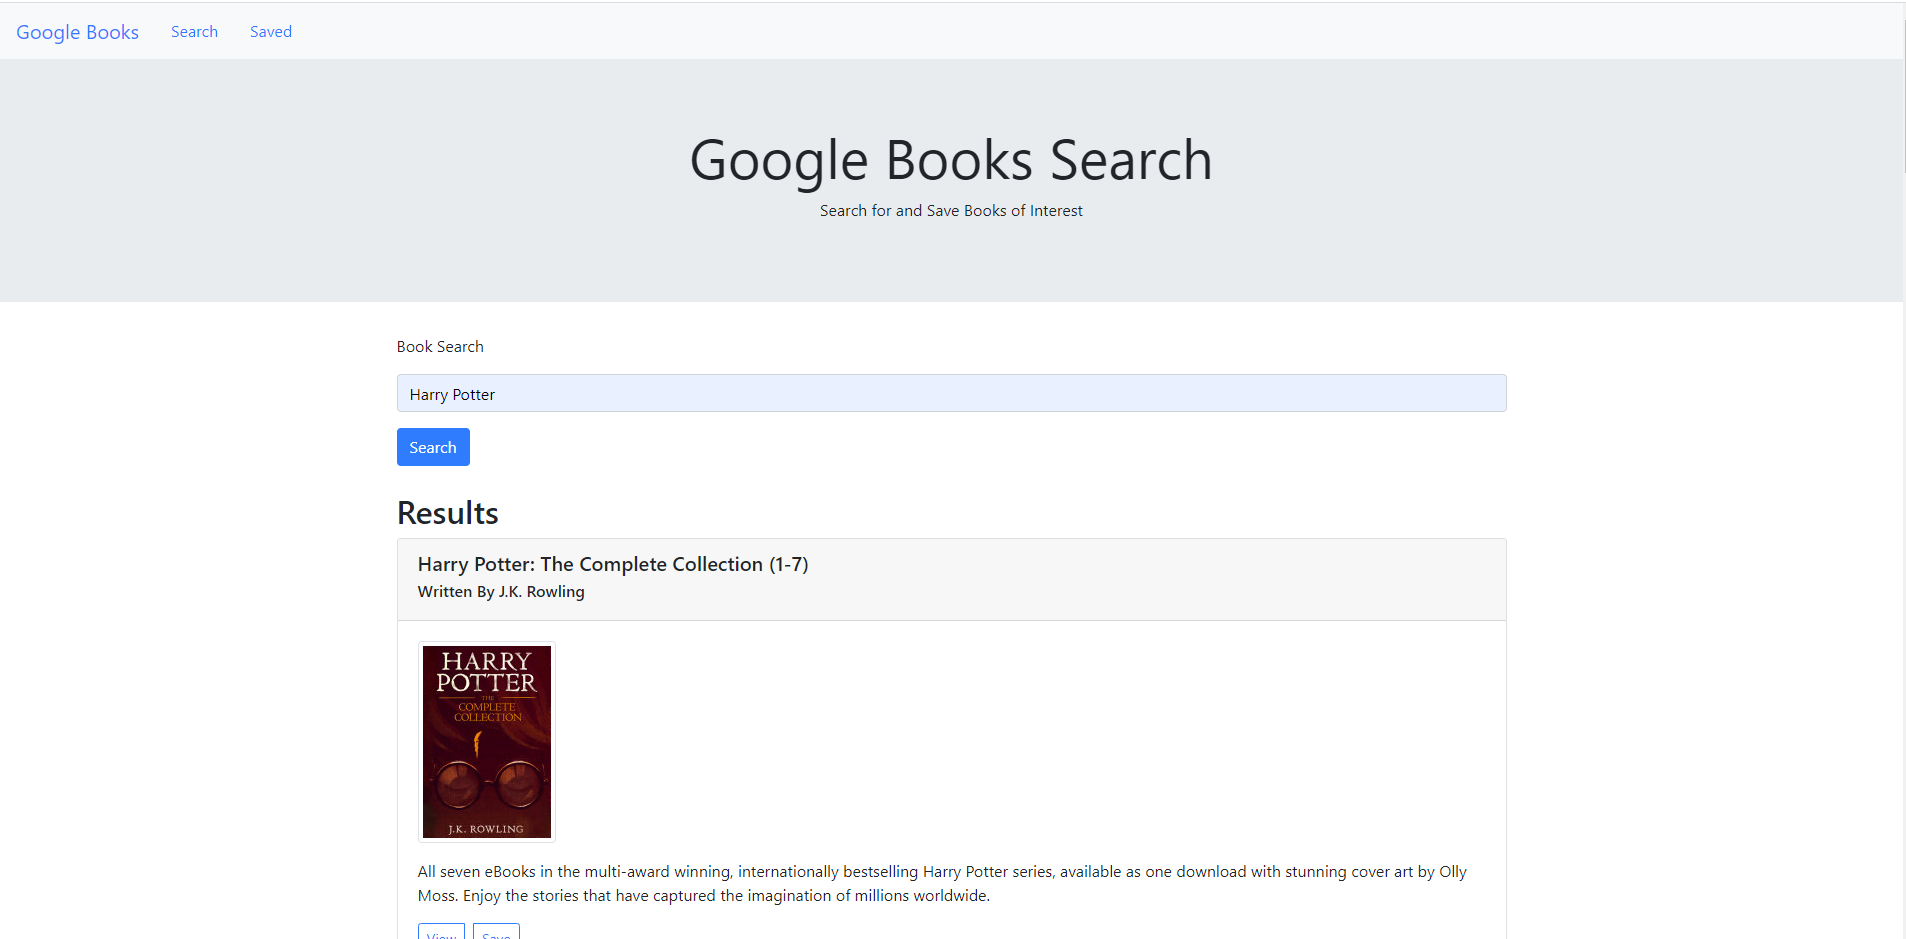 Google Books Search Saved
Google Books Search
Search for and Save Books of Interest
Book Search
Harry Potter
Search
Results
Harry Potter: The Complete Collection (1-7)
Written By J.K. Rowling
HARRY
POTTER
THE
COMPLETE
COLLECTION
J.K. ROWLING
All seven eBooks in the multi-award winning, internationally bestselling Harry Potter series, available as one download with stunning cover art by Olly
Moss. Enjoy the stories that have captured the imagination of millions worldwide.
View Save